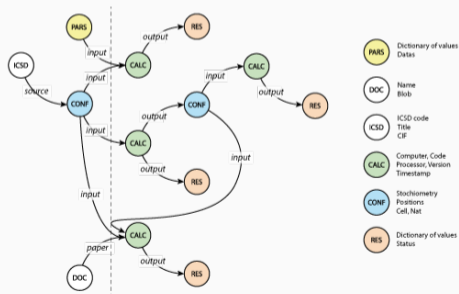 PARS
output
RES
input
ICSD
CALC
input
CALC
source
input
output
CONF
CONF
RES
output
input
CALC
input
output
RES
input
CALC
paper
output
DOC
RES
PARS
Dictionary of values
Datas
DOC
Name
Blob
ICSD
ICSD code
Title
CIF
CALC
Computer, Code
Processor, Version
Timestamp
CONF
Stochiometry
Positions
Cell, Nat
RES
Dictionary of values
Status